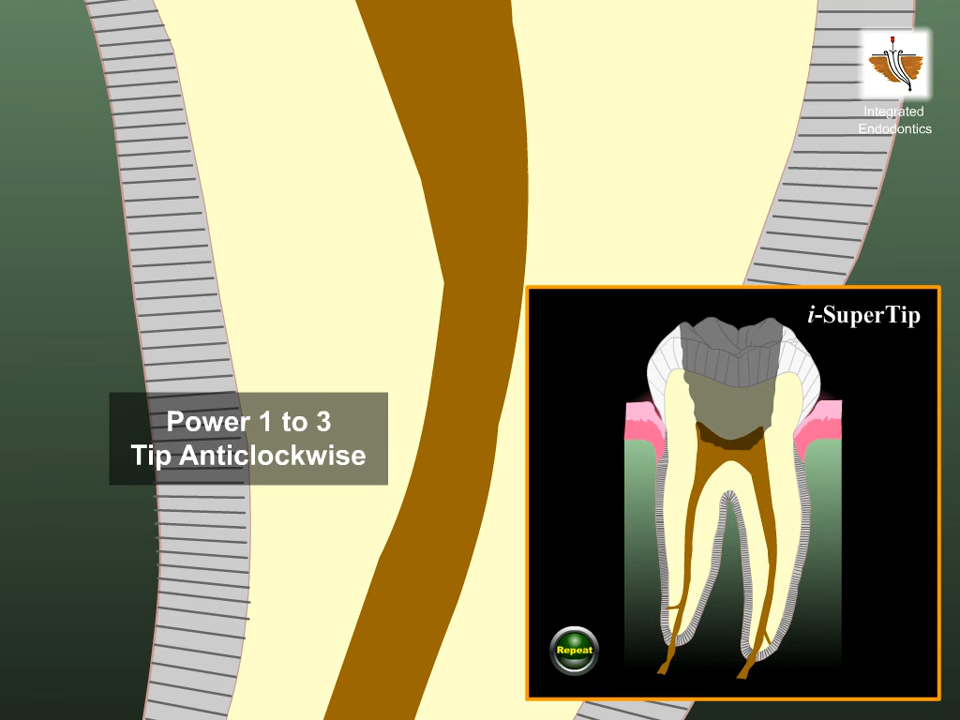 Integrated
Endodontics
i-SuperTip
Power 1 to 3
Tip Anticlockwise
Repeat